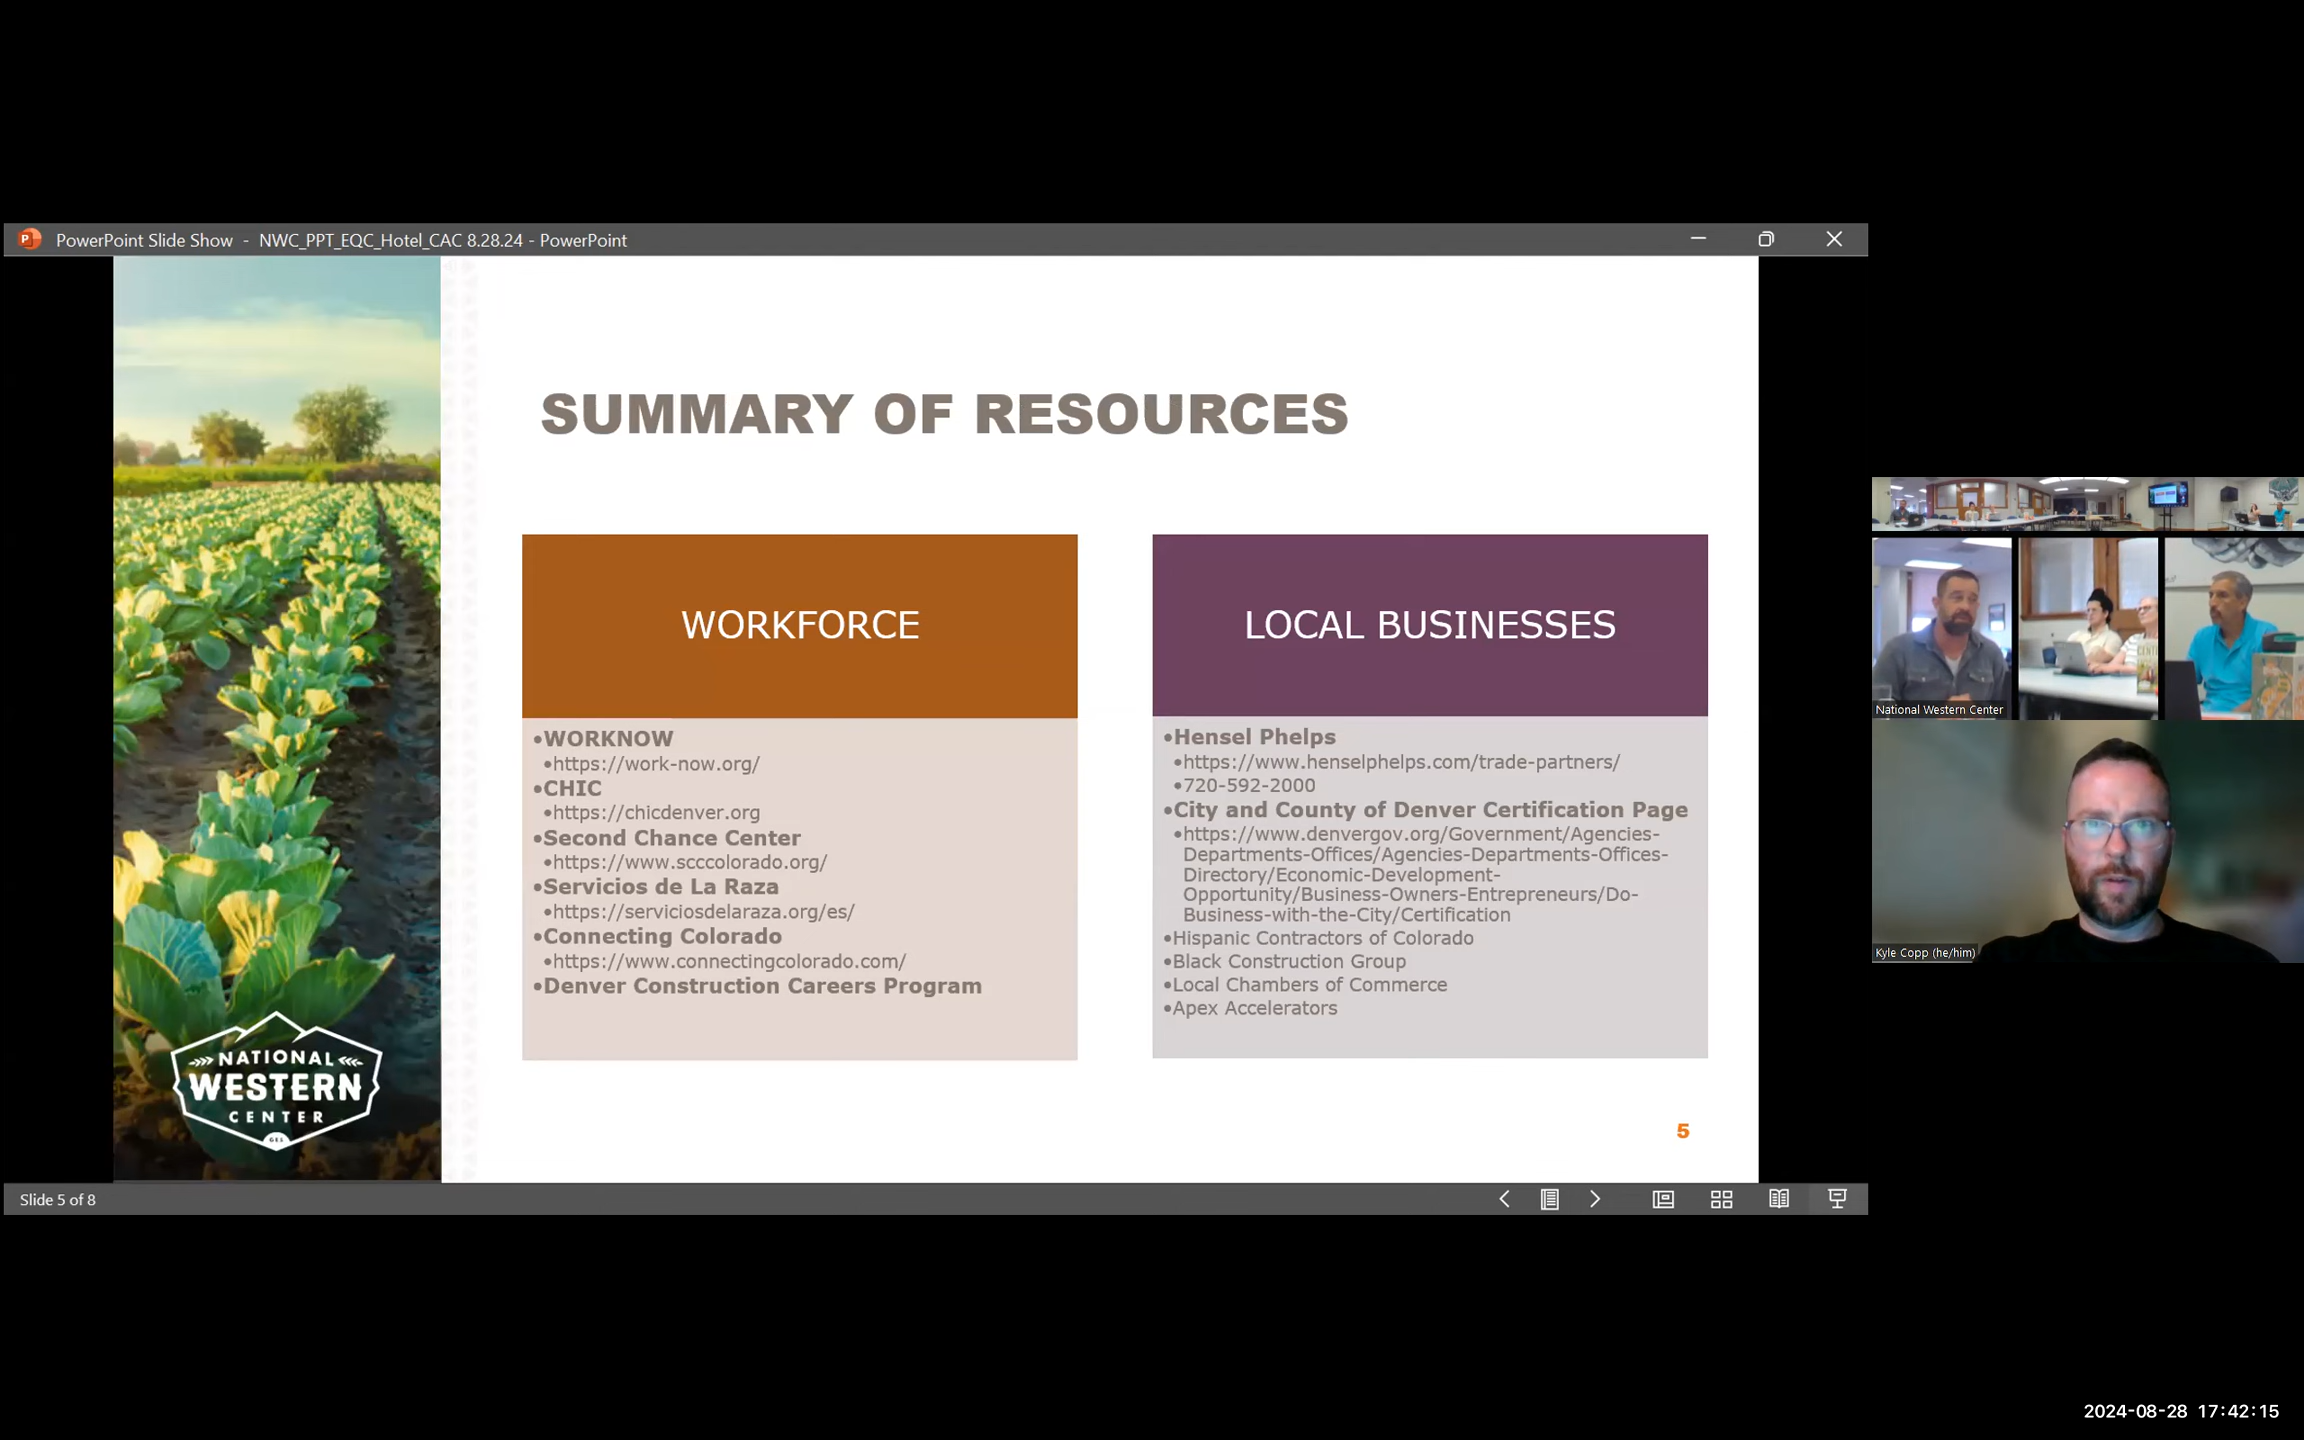 PowerPoint Slide Show - NWC_PPT_EQC_Hotel_CAC 8.28.24 - PowerPoint
SUMMARY OF RESOURCES
WORKFORCE
•WORKNOW
•https://work-now.org/
•CHIC
•https://chicdenver.org
•Second Chance Center
•https://www.scccolorado.org/
•Servicios de La Raza
•https://serviciosdelaraza.org/es/
•Connecting Colorado
•https://www.connectingcolorado.com/
•Denver Construction Careers Program
LOCAL BUSINESSES
•Hensel Phelps
•https://www.henselphelps.com/trade-partners/
•720-592-2000
•City and County of Denver Certification Page
•https://www.denvergov.org/Government/Agencies-
Departments-Offices/Agencies-Departments-Offices-
Directory/Economic-Development-
Opportunity/Business-Owners-Entrepreneurs/Do-
Business-with-the-City/Certification
•Hispanic Contractors of Colorado
•Black Construction Group
•Local Chambers of Commerce
•Apex Accelerators
NATIONAL
WESTERN
CENTER
5
Slide 5 of 8
National Western Center
Kyle Copp (he/him)
2024-08-28 17:42:15